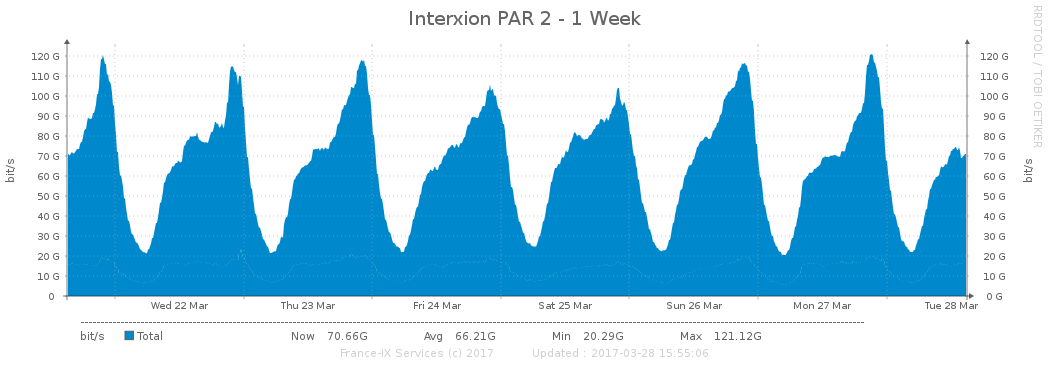 Interxion PAR 2 - 1 Week
RRDTOOL / TOBI OETIKER
120 G 120 G
110 G 110 G
100 G 100 G
90 G 90 G
80 G 80 G
70 G 70 G
60 G 60 G
50 G 50 G
40 G 40 G
30 G 30 G
20 G 20 G
10 G 10 G
0 0 G
bit/s
bit/s
Wed 22 Mar Thu 23 Mar Fri 24 Mar Sat 25 Mar Sun 26 Mar Mon 27 Mar Tue 28 Mar
bit/s Total Now 70.66G Avg 66.21G Min 20.29G Max 121.12G
France-IX Services (c) 2017 Updated : 2017-03-28 15:55:06